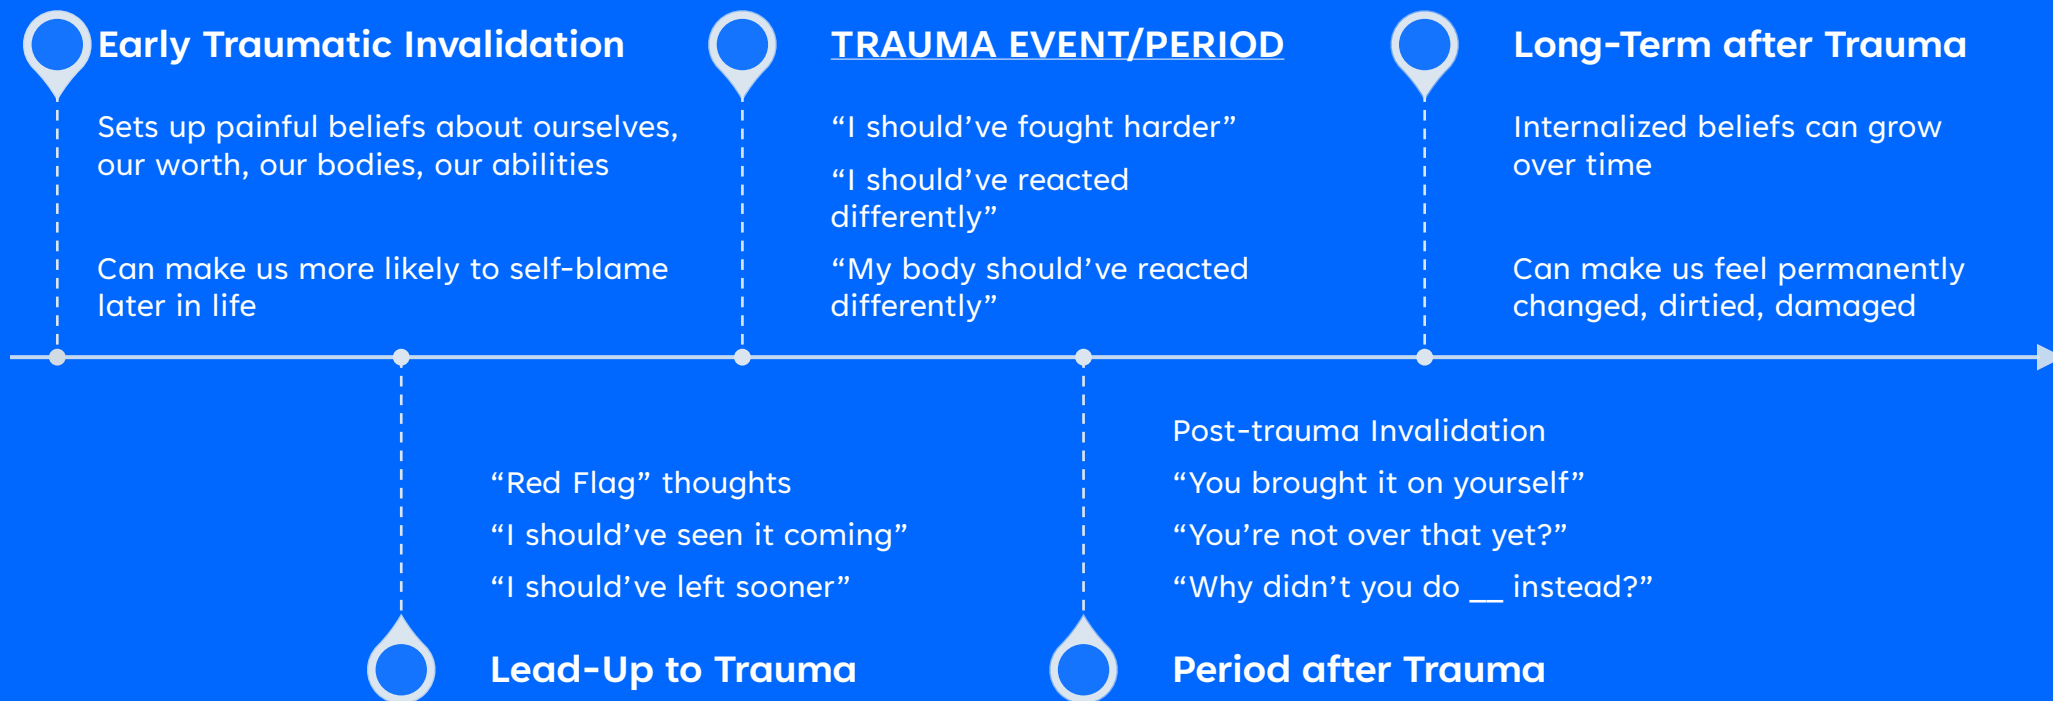 Early Traumatic Invalidation
Sets up painful beliefs about ourselves,
our worth, our bodies, our abilities
Can make us more likely to self-blame
later in life
“Red Flag” thoughts
“I should’ve seen it coming”
“I should’ve left sooner”
Lead-Up to Trauma
TRAUMA EVENT/PERIOD
“I should’ve fought harder”
“I should’ve reacted
differently”
“My body should’ve reacted
differently”
Post-trauma Invalidation
“You brought it on yourself”
“You’re not over that yet?”
“Why didn’t you do __ instead?”
Period after Trauma
Long-Term after Trauma
Internalized beliefs can grow
over time
Can make us feel permanently
changed, dirtied, damaged